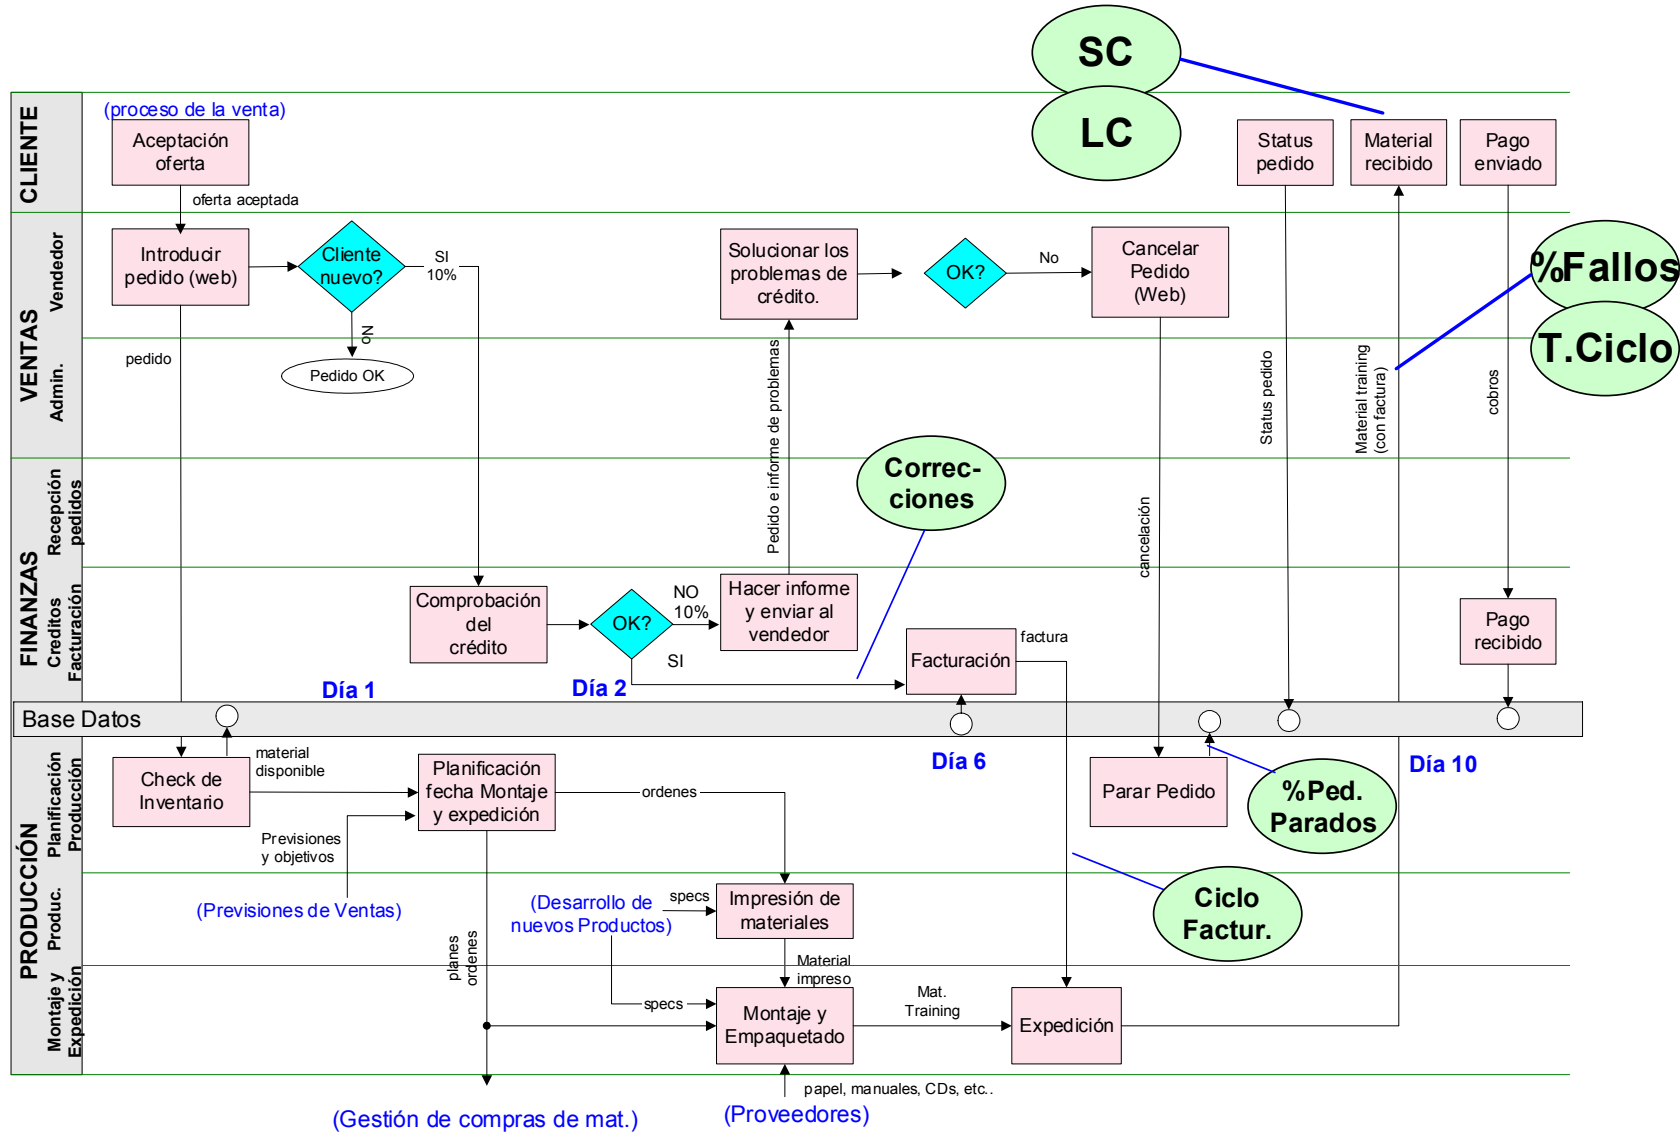 SC
LC
CLIENTE
(proceso de la venta)
Aceptación
oferta
oferta aceptada
Status
pedido
Material
recibido
Pago
enviado
VENTAS
Vendedor
Admin.
Introducir
pedido (web)
Cliente
nuevo?
SI
10%
No
Pedido OK
pedido
Solucionar los
problemas de
crédito.
OK?
No
Cancelar
Pedido
(Web)
%Fallos
T.Ciclo
Pedido e informe de problemas
Status pedido
Material training
(con factura)
cobros
cancelación
Correc-
ciones
FINANZAS
Recepción
pedidos
Creditos
Facturación
Comprobación
del
crédito
OK?
NO
10%
SI
Hacer informe
y enviar al
vendedor
Facturación
factura
Pago
recibido
Día 1
Día 2
Base Datos
Día 6
Día 10
PRODUCCIÓN
Planificación
Producción
Produc.
Montaje y
Expedición
Check de
Inventario
material
disponible
Planificación
fecha Montaje
y expedición
ordenes
Previsiones
y objetivos
(Previsiones de Ventas)
Parar Pedido
%Ped.
Parados
Ciclo
Factur.
(Desarrollo de
nuevos Productos)
specs
Impresión de
materiales
planes
ordenes
Material
impreso
specs
Montaje y
Empaquetado
Mat.
Training
Expedición
papel, manuales, CDs, etc..
(Gestión de compras de mat.)
(Proveedores)